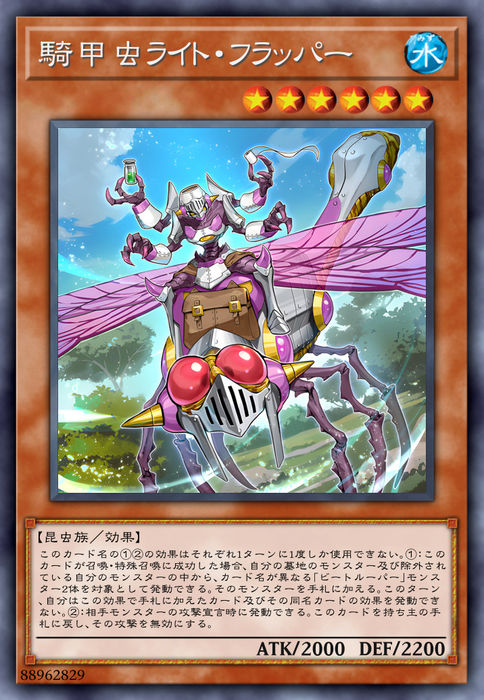 騎甲虫ライト・フラッパー
みず
水
【昆虫族／効果】
このカード名の①②の効果はそれぞれ1ターンに1度しか使用できない。①：この
カードが召喚・特殊召喚に成功した場合、自分の墓地のモンスター及び除外され
ている自分のモンスターの中から、カード名が異なる「ビートルーパー」モンス
ター2体を対象として発動できる。そのモンスターを手札に加える。このターン
、自分はこの効果で手札に加えたカード及びその同名カードの効果を発動でき
ない。②：相手モンスターの攻撃宣言時に発動できる。このカードを持ち主の手
札に戻し、その攻撃を無効にする。
ATK/2000 DEF/2200
88962829